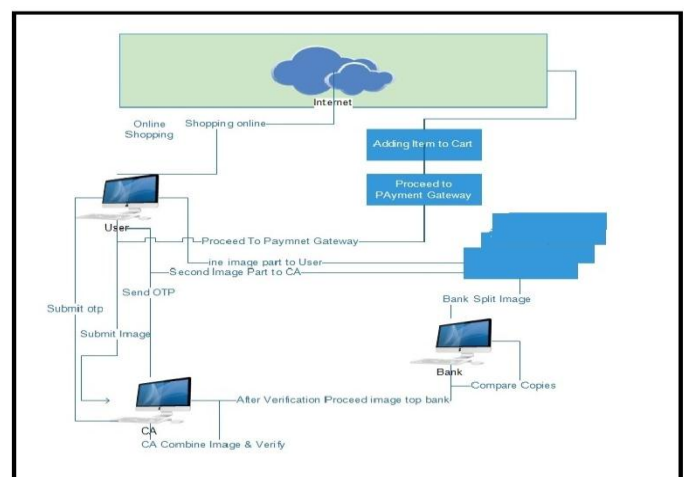 Internet
Online
Shopping
Shopping online
Adding Item to Cart
Proceed to
PAyment Gateway
User
Proceed To Paymnet Gateway
ine image part to User
Second Image Part to CA
Send OTP
Bank Split Image
Submit otp
Submit Image
Bank
Compare Copies
After Verification Proceed image top bank
CA
CA Combine Image & Verify